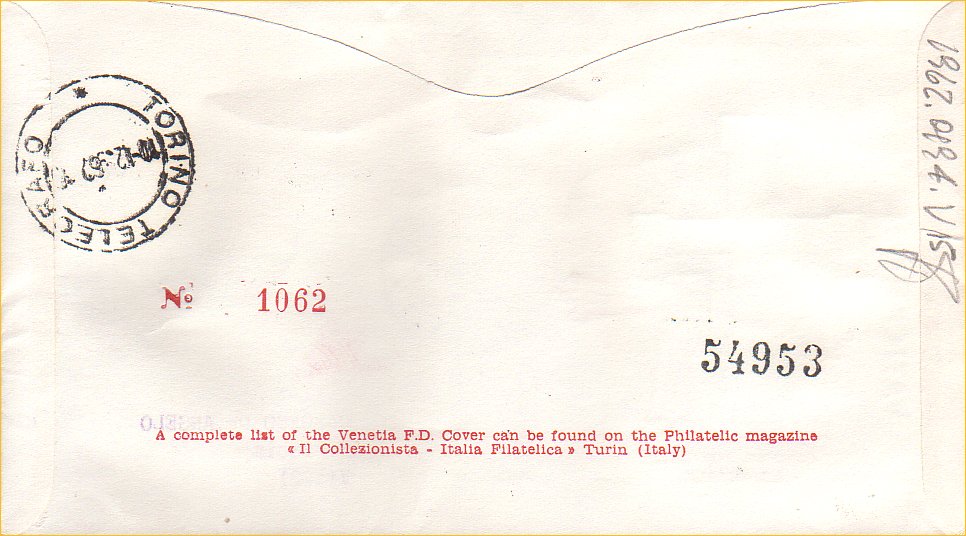 TORINO TELEGRAFO
Nº 1062
54953
A complete list of the Venetia F.D. Cover can be found on the Philatelic magazine
« Il Collezionista - Italia Filatelica » Turin (Italy)